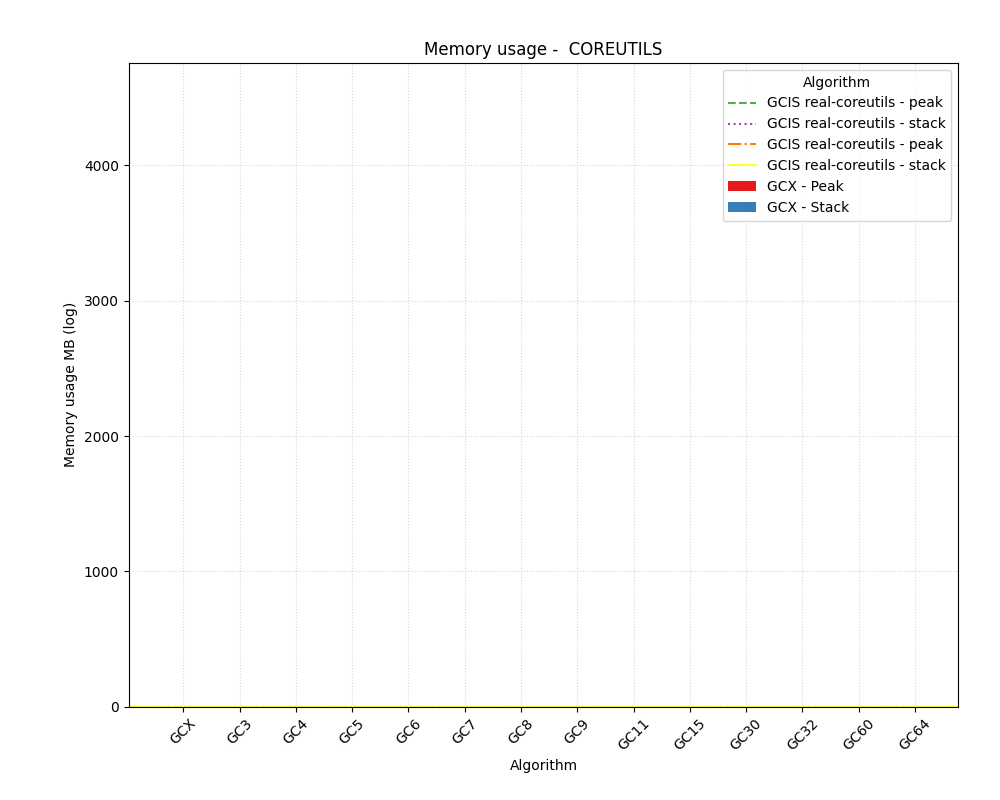 Memory usage -  COREUTILS
Algorithm
GCIS real-coreutils - peak
GCIS real-coreutils - stack
GCIS real-coreutils - peak
GCIS real-coreutils - stack
GCX - Peak
GCX - Stack
Memory usage MB (log)
4000
3000
2000
1000
0
GCX
GC3
GC4
GC5
GC6
GC7
GC8
GC9
GC11
GC15
GC30
GC32
GC60
GC64
Algorithm